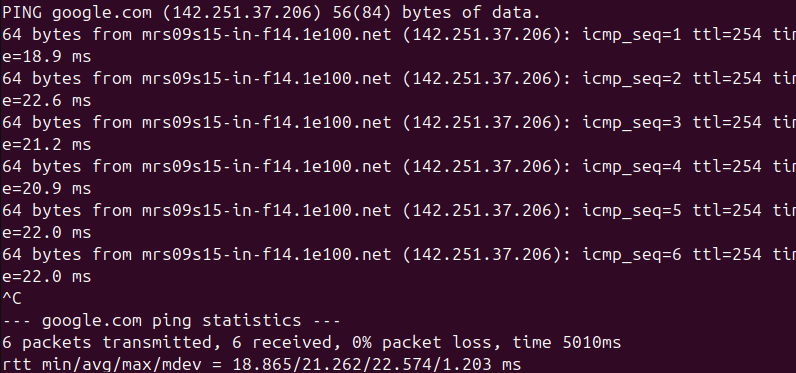 PING google.com (142.251.37.206) 56(84) bytes of data.
64 bytes from mrs09s15-in-f14.1e100.net (142.251.37.206): icmp_seq=1 ttl=254 tim
e=18.9 ms
64 bytes from mrs09s15-in-f14.1e100.net (142.251.37.206): icmp_seq=2 ttl=254 tim
e=22.6 ms
64 bytes from mrs09s15-in-f14.1e100.net (142.251.37.206): icmp_seq=3 ttl=254 tim
e=21.2 ms
64 bytes from mrs09s15-in-f14.1e100.net (142.251.37.206): icmp_seq=4 ttl=254 tim
e=20.9 ms
64 bytes from mrs09s15-in-f14.1e100.net (142.251.37.206): icmp_seq=5 ttl=254 tim
e=22.0 ms
64 bytes from mrs09s15-in-f14.1e100.net (142.251.37.206): icmp_seq=6 ttl=254 tim
e=22.0 ms
^C
--- google.com ping statistics ---
6 packets transmitted, 6 received, 0% packet loss, time 5010ms
rtt min/avg/max/mdev = 18.865/21.262/22.574/1.203 ms